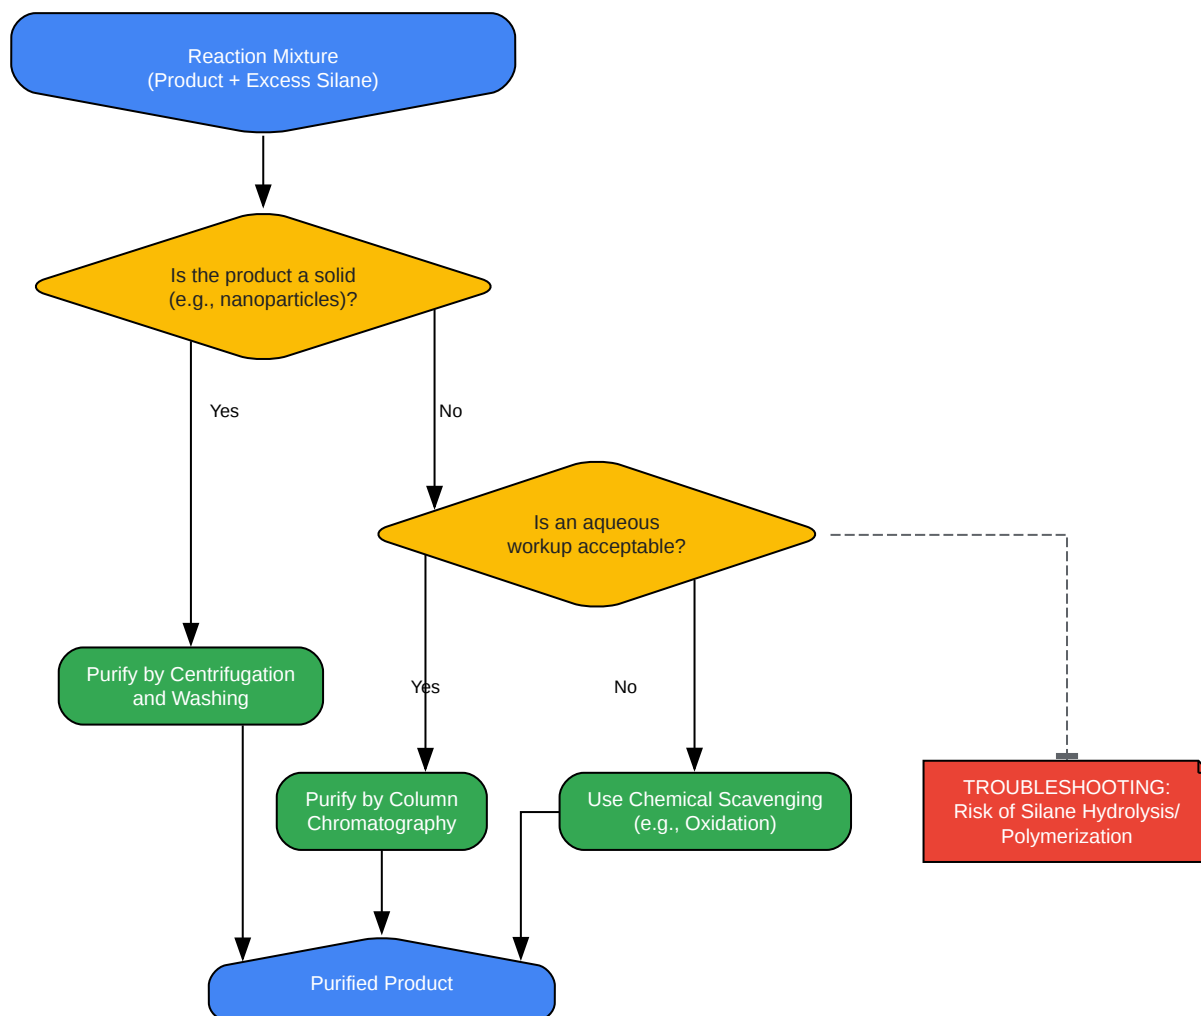 Reaction Mixture
(Product + Excess Silane)
Is the product a solid
(e.g., nanoparticles)?
Yes
No
Is an aqueous
workup acceptable?
Purify by Centrifugation
and Washing
Yes
No
Purify by Column
Chromatography
Use Chemical Scavenging
(e.g., Oxidation)
TROUBLESHOOTING:
Risk of Silane Hydrolysis/
Polymerization
Purified Product